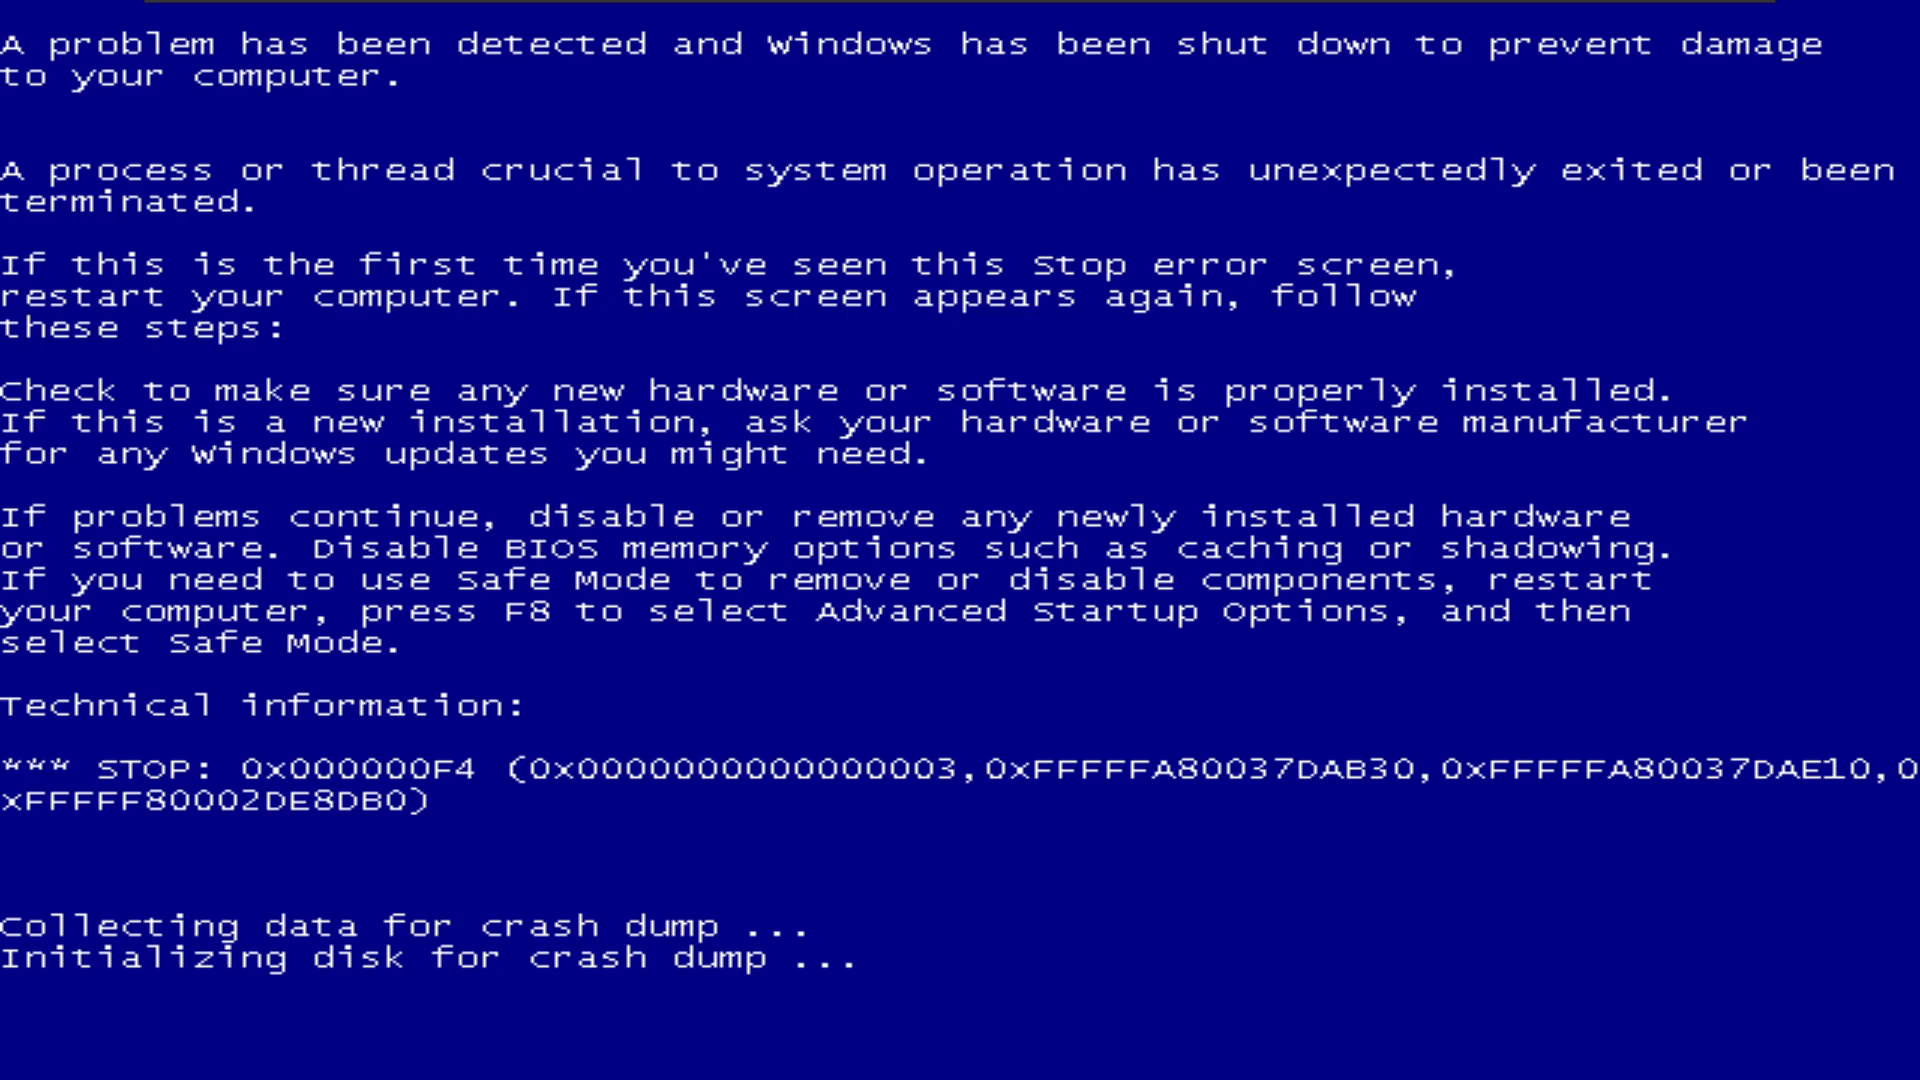 A problem has been detected and Windows has been shut down to prevent damage
to your computer.
A process or thread crucial to system operation has unexpectedly exited or been
terminated.
If this is the first time you've seen this Stop error screen,
restart your computer. If this screen appears again, follow
these steps:
Check to make sure any new hardware or software is properly installed.
If this is a new installation, ask your hardware or software manufacturer
for any Windows updates you might need.
If problems continue, disable or remove any newly installed hardware
or software. Disable BIOS memory options such as caching or shadowing.
If you need to use Safe Mode to remove or disable components, restart
your computer, press F8 to select Advanced Startup Options, and then
select Safe Mode.
Technical information:
*** STOP: 0x000000F4 (0x0000000000000003,0xFFFFFA80037DAB30,0xFFFFFA80037DAE10,0
xFFFFF80002DE8DB0)
Collecting data for crash dump ...
Initializing disk for crash dump ...